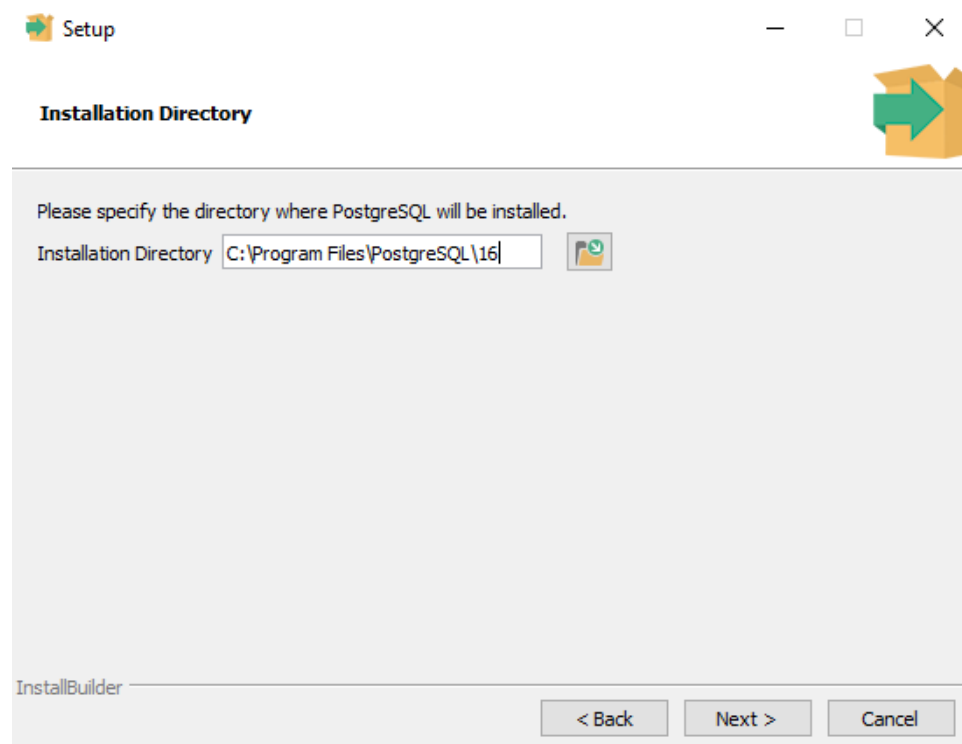 Setup
Installation Directory
Please specify the directory where PostgreSQL will be installed.
Installation Directory C:\Program Files\PostgreSQL\16
InstallBuilder
< Back Next > Cancel